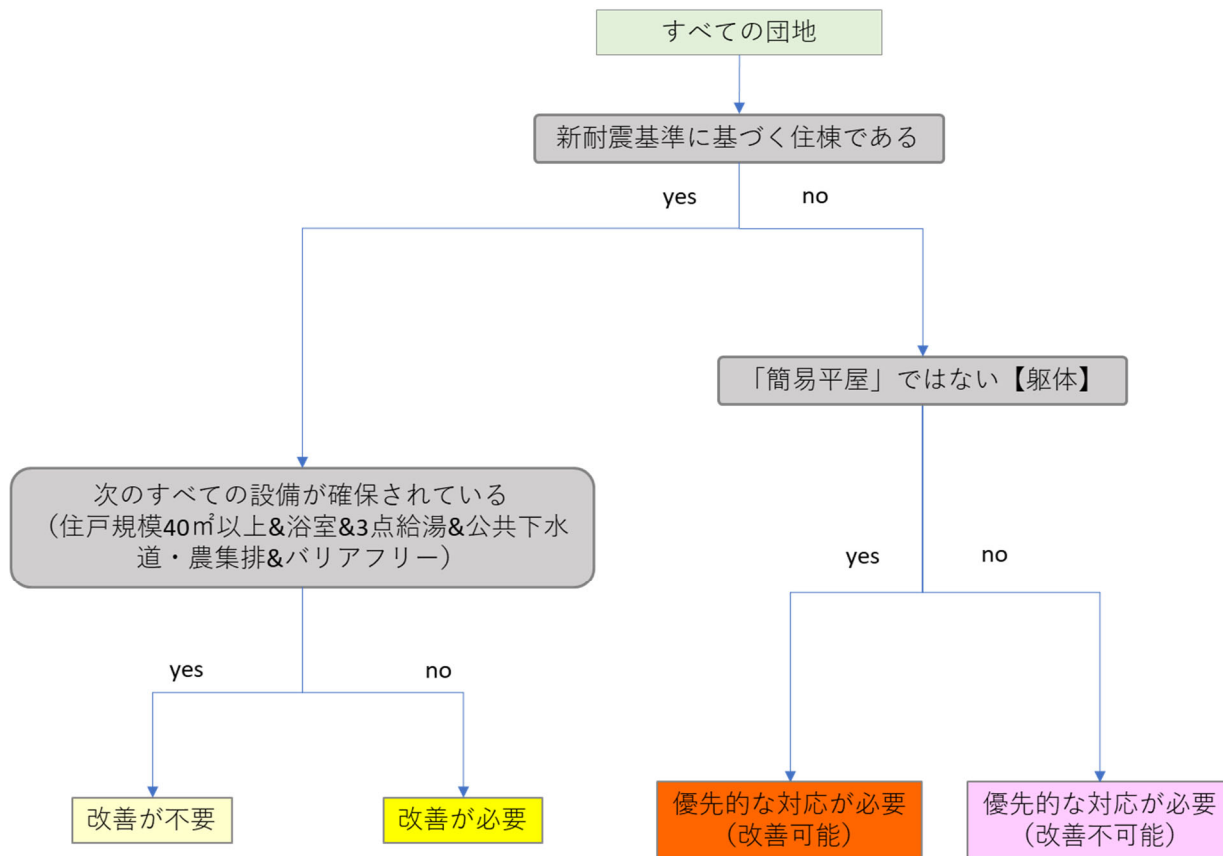 すべての団地
新耐震基準に基づく住棟である
yes
no
「簡易平屋」ではない【躯体】
次のすべての設備が確保されている
（住戸規模40㎡以上&浴室&3点給湯&公共下水
道・農集排&バリアフリー）
yes
no
yes
no
改善が不要
改善が必要
優先的な対応が必要
（改善可能）
優先的な対応が必要
（改善不可能）